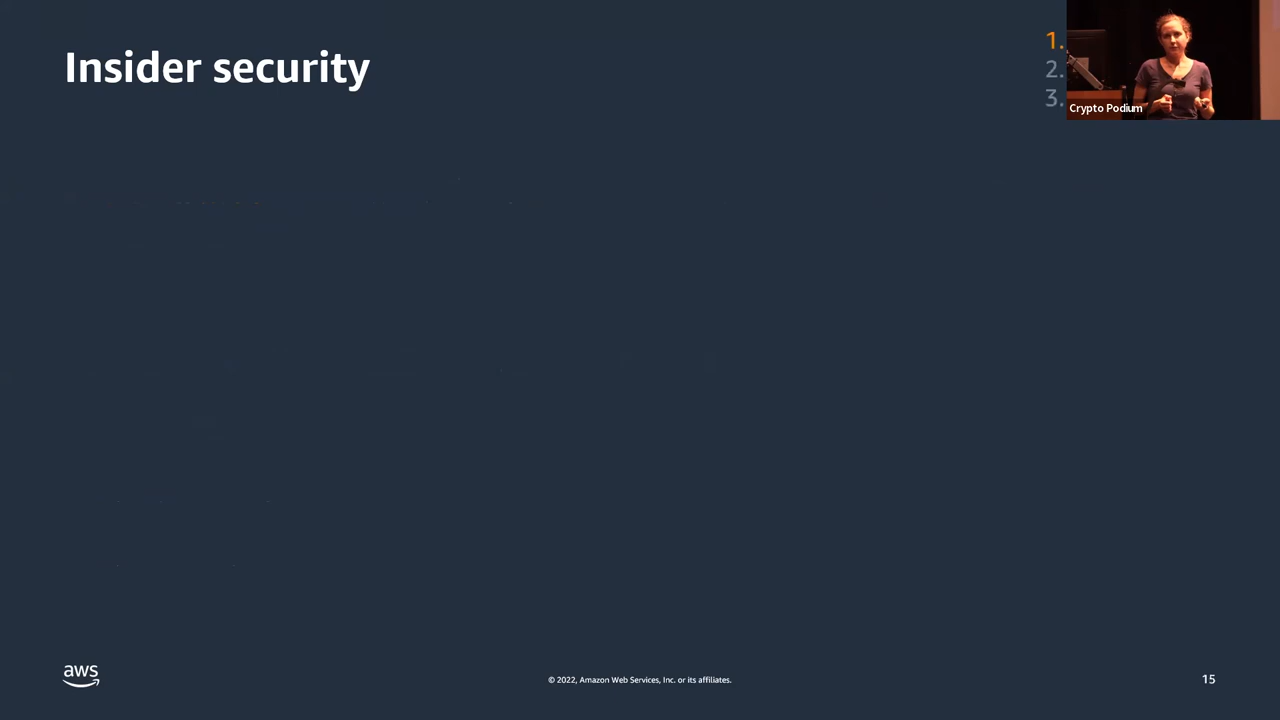 Insider security
1.
2.
3.
Crypto Podium
aws
© 2022, Amazon Web Services, Inc. or its affiliates.
15